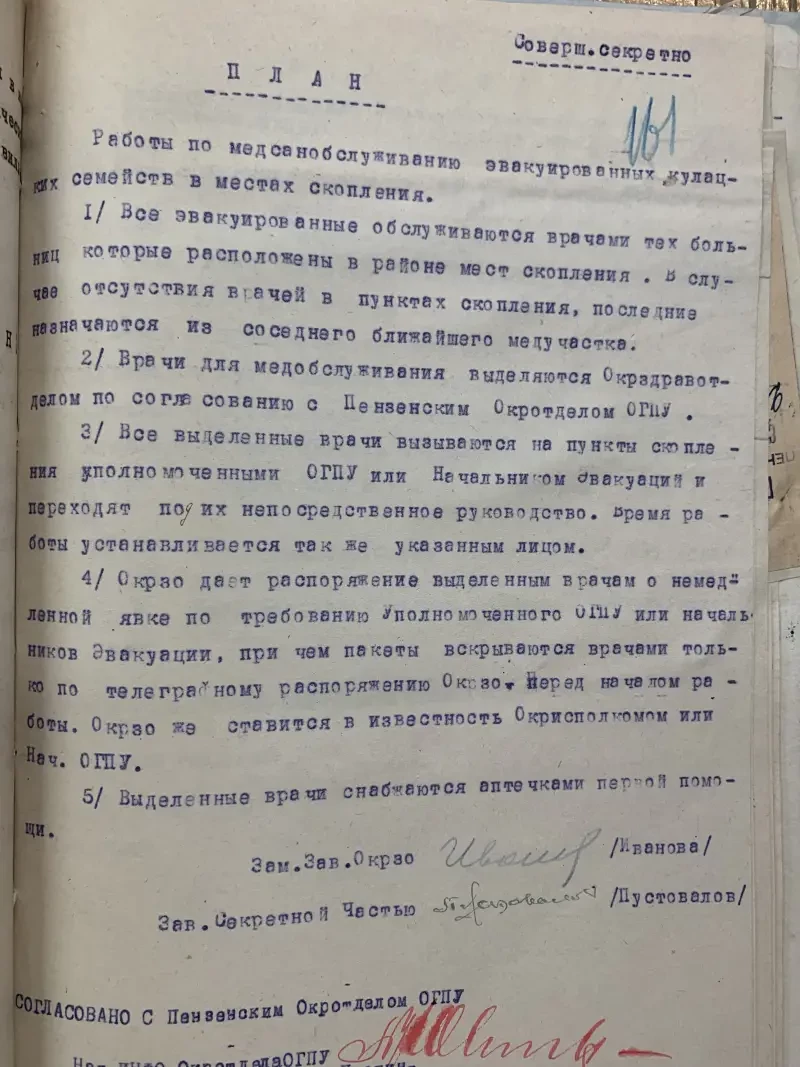 Соверш.секретно
П Л А Н
161
Работы по медсанобслуживанию эвакуированных кулац-
ких семейств в местах скопления.
1/ Все эвакуированные обслуживаются врачами тех боль-
ниц которые расположены в районе мест скопления . В слу-
чае отсутствия врачей в пунктах скопления, последние
назначаются из соседнего ближайшего медучастка.
2/ Врачи для медобслуживания выделяются Окрздравот-
делом по согласованию с Пензенским Окротделом ОГПУ .
3/ Все выделенные врачи вызываются на пункты скопле -
ния уполномоченными ОГПУ или Начальником Эвакуаций и
переходят под их непосредственное руководство. Время ра -
боты устанавливается так же указанным лицом.
4/ Окрзо дает распоряжение выделенным врачам о немед-
ленной явке по требованию Уполномоченного ОГПУ или началь-
ников Эвакуации, при чем пакеты вскрываются врачами толь-
ко по телеграфному распоряжению Окрзо. Перед началом ра -
боты. Окрзо же ставится в известность Окрисполкомом или
Нач. ОГПУ.
5/ Выделенные врачи снабжаются аптечками первой помо-
щи.
Зам.Зав.Окрзо Иванова /Иванова/
Зав.Секретной Частью Пустовалов /Пустовалов/
СОГЛАСОВАНО С Пензенским Окротделом ОГПУ
ОкротделаОГПУ